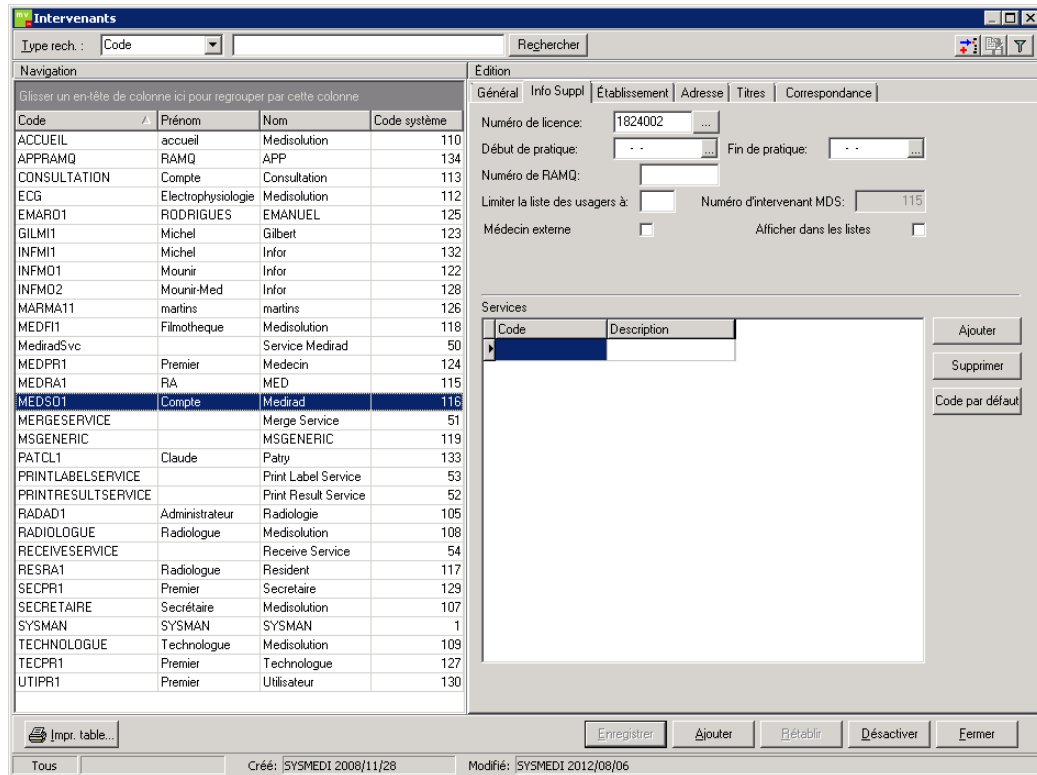 mv Intervenants
Type rech. : Code Rechercher
Navigation
Glisser un en-tête de colonne ici pour regrouper par cette colonne
Code Prénom Nom Code système
ACCUEIL accueil Medisolution 110
APPRAMQ RAMQ APP 134
CONSULTATION Compte Consultation 113
ECG Electrophysiologie Medisolution 112
EMARO1 RODRIGUES EMANUEL 125
GILMI1 Michel Gilbert 123
INFMI1 Michel Infor 132
INFMO1 Mounir Infor 122
INFMO2 Mounir-Med Infor 128
MARMA11 martins martins 126
MEDFI1 Filmotheque Medisolution 118
MediradSvc Service Medirad 50
MEDPR1 Premier Medecin 124
MEDRA1 RA MED 115
MEDSO1 Compte Medirad 116
MERGESERVICE Merge Service 51
MSGENERIC MSGENERIC 119
PATCL1 Claude Patry 133
PRINTLABELSERVICE Print Label Service 53
PRINTRESULTSERVICE Print Result Service 52
RADAD1 Administrateur Radiologie 105
RADIOLOGUE Radiologue Medisolution 108
RECEIVESERVICE Receive Service 54
RESRA1 Radiologue Resident 117
SECPR1 Premier Secretaire 129
SECRETAIRE Secrétaire Medisolution 107
SYSMAN SYSMAN SYSMAN 1
TECHNOLOGUE Technologue Medisolution 109
TECPR1 Premier Technologue 127
UTIPR1 Premier Utilisateur 130
Édition
Général Info Suppl Établissement Adresse Titres Correspondance
Numéro de licence: 1824002 ...
Début de pratique: - - ... Fin de pratique: - - ...
Numéro de RAMQ:
Limiter la liste des usagers à: Numéro d'intervenant MDS: 115
Médecin externe Afficher dans les listes
Services
Code Description
Ajouter
Supprimer
Code par défaut
Impr. table... Enregistrer Ajouter Rétablir Désactiver Fermer
Tous Créé: SYSMEDI 2008/11/28 Modifié: SYSMEDI 2012/08/06